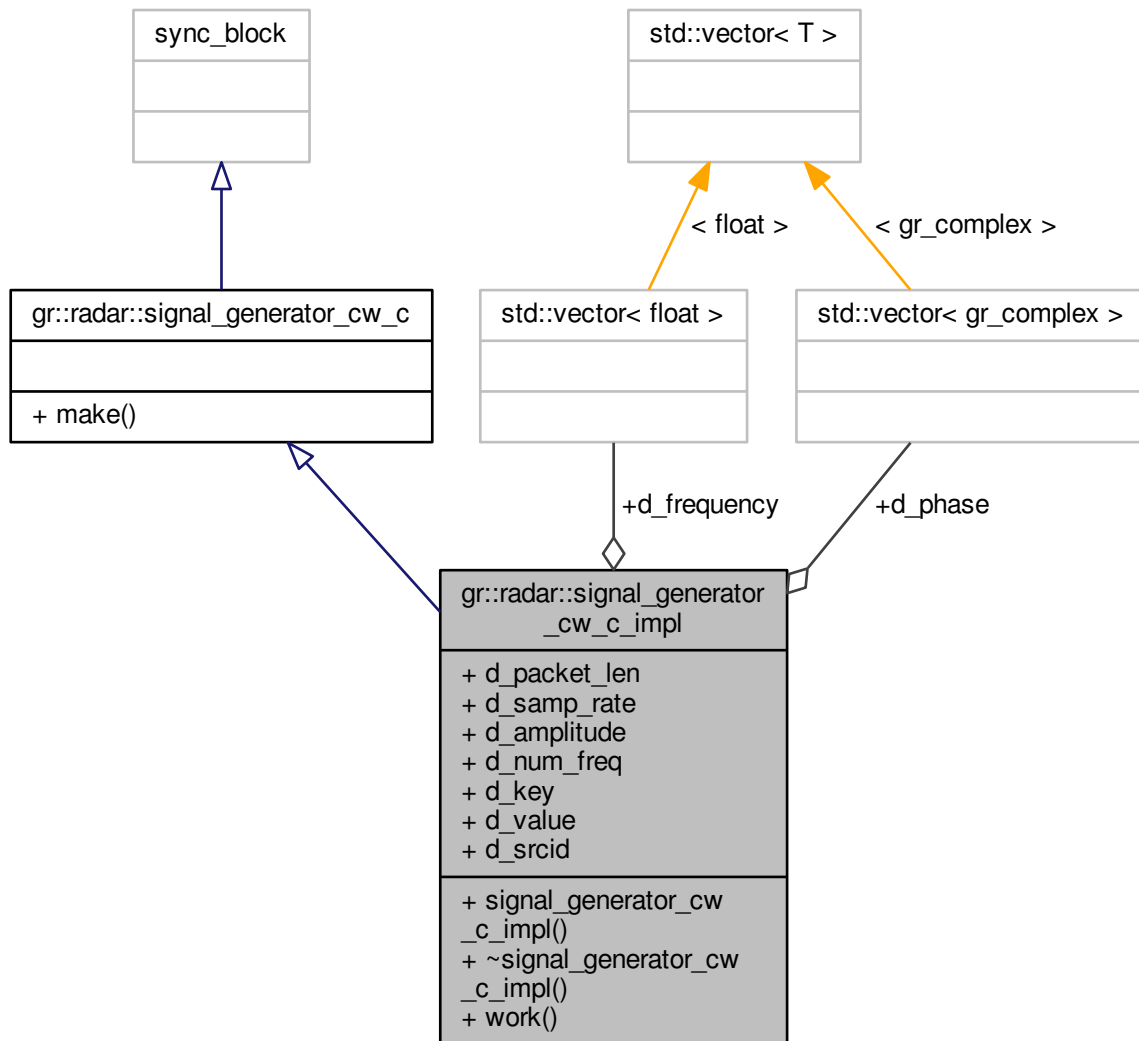 sync_block
std::vector< T >
< float >
< gr_complex >
gr::radar::signal_generator_cw_c
+ make()
std::vector< float >
std::vector< gr_complex >
+d_frequency
+d_phase
gr::radar::signal_generator
_cw_c_impl
+ d_packet_len
+ d_samp_rate
+ d_amplitude
+ d_num_freq
+ d_key
+ d_value
+ d_srcid
+ signal_generator_cw
_c_impl()
+ ~signal_generator_cw
_c_impl()
+ work()